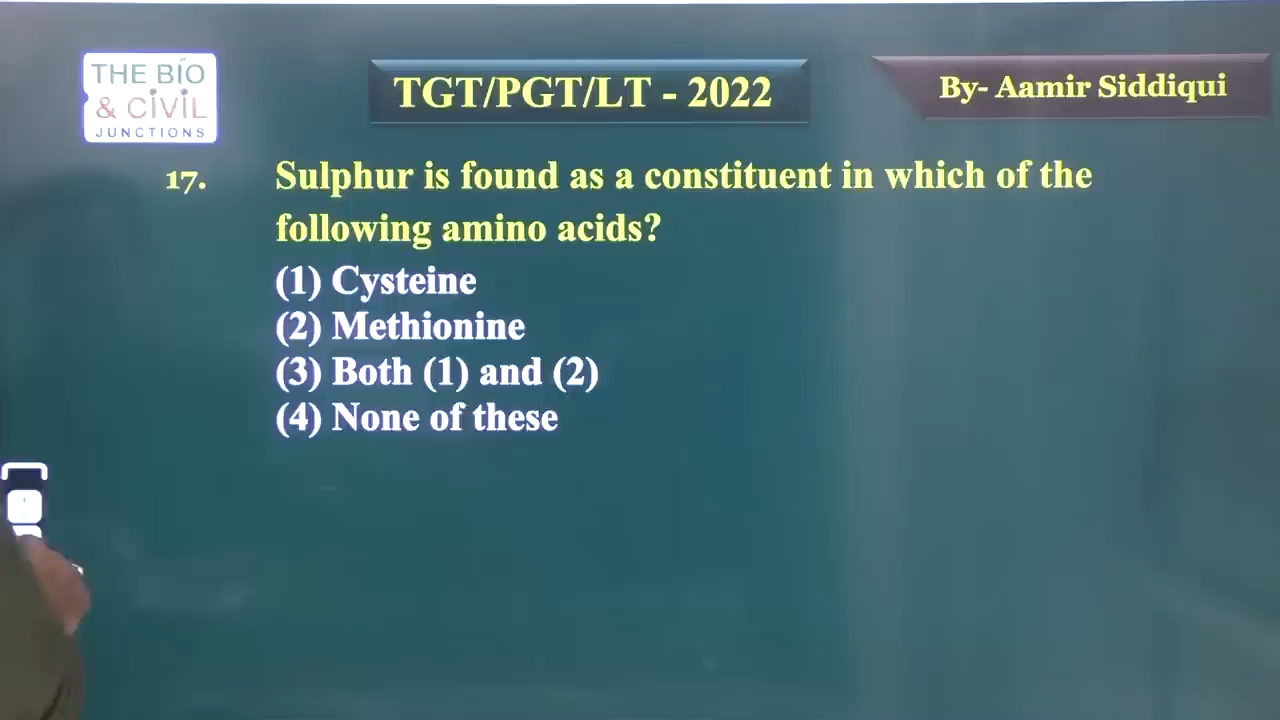 THE BIO
& CIVIL
JUNCTIONS
TGT/PGT/LT - 2022
By- Aamir Siddiqui
17. Sulphur is found as a constituent in which of the
following amino acids?
(1) Cysteine
(2) Methionine
(3) Both (1) and (2)
(4) None of these